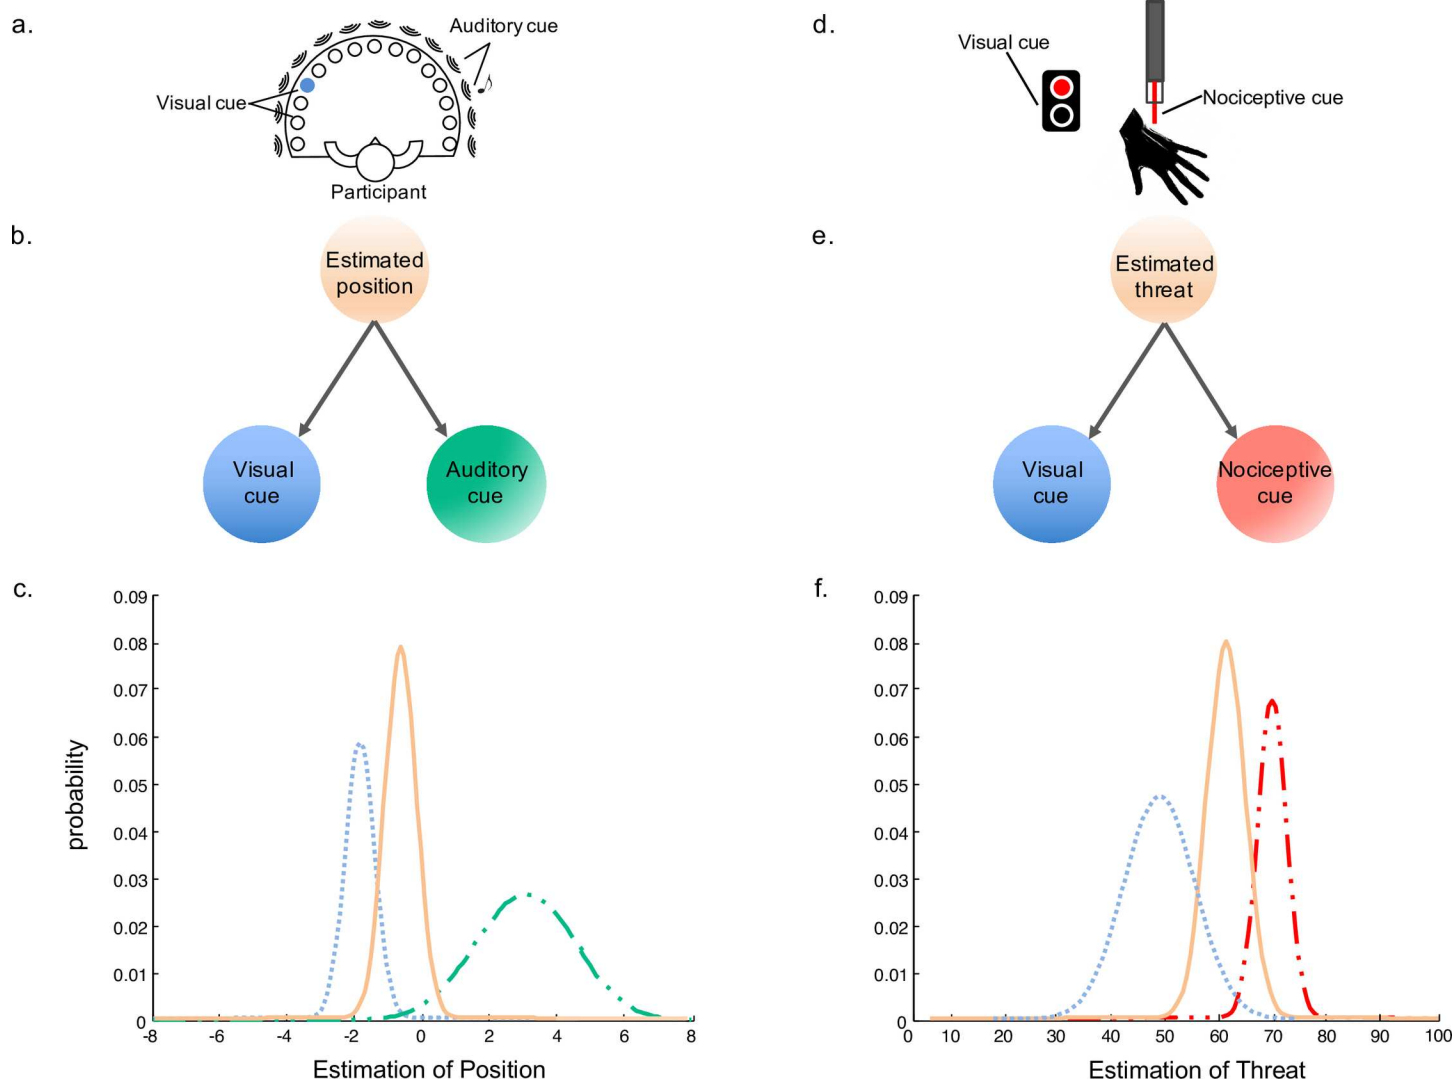 a.
Auditory cue
Visual cue
Participant
b.
Estimated
position
Visual
cue
Auditory
cue
c.
0.09
0.08
0.07
0.06
0.05
0.04
0.03
0.02
0.01
0
probability
-8 -6 -4 -2 0 2 4 6 8
Estimation of Position
d.
Visual cue
Nociceptive cue
e.
Estimated
threat
Visual
cue
Nociceptive
cue
f.
0.09
0.08
0.07
0.06
0.05
0.04
0.03
0.02
0.01
0
0 10 20 30 40 50 60 70 80 90 100
Estimation of Threat